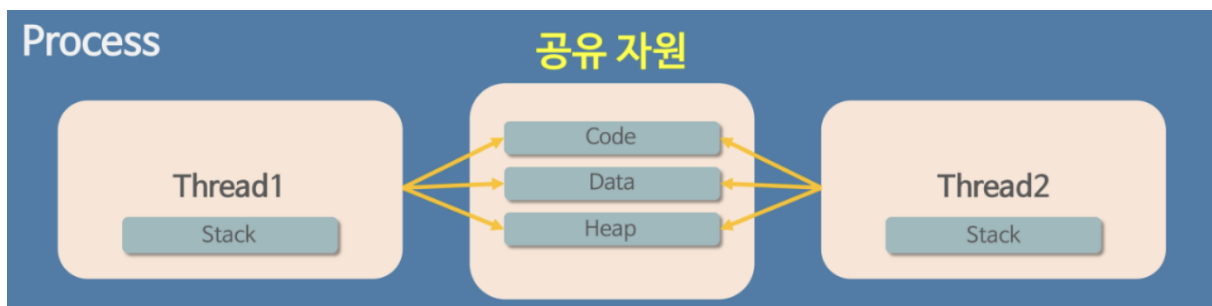 Process
공유 자원
Thread1
Stack
Code
Data
Heap
Thread2
Stack